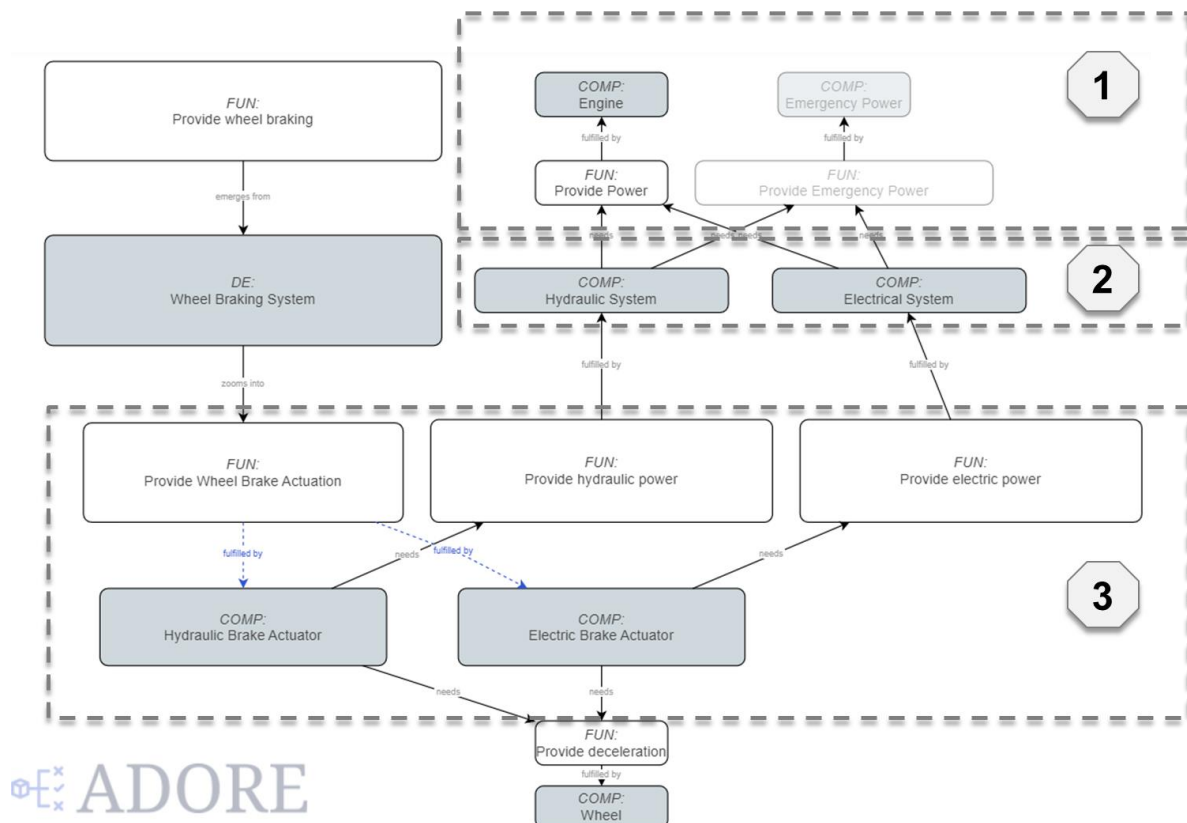 1
COMP:
Engine
COMP:
Emergency Power
fulfilled by
fulfilled by
FUN:
Provide wheel braking
FUN:
Provide Power
FUN:
Provide Emergency Power
emerges from
needs
needs
needs
needs
2
DE:
Wheel Braking System
COMP:
Hydraulic System
COMP:
Electrical System
zooms into
fulfilled by
fulfilled by
3
FUN:
Provide Wheel Brake Actuation
FUN:
Provide hydraulic power
FUN:
Provide electric power
fulfilled by
fulfilled by
needs
needs
COMP:
Hydraulic Brake Actuator
COMP:
Electric Brake Actuator
needs
needs
FUN:
Provide deceleration
fulfilled by
COMP:
Wheel
ADORE